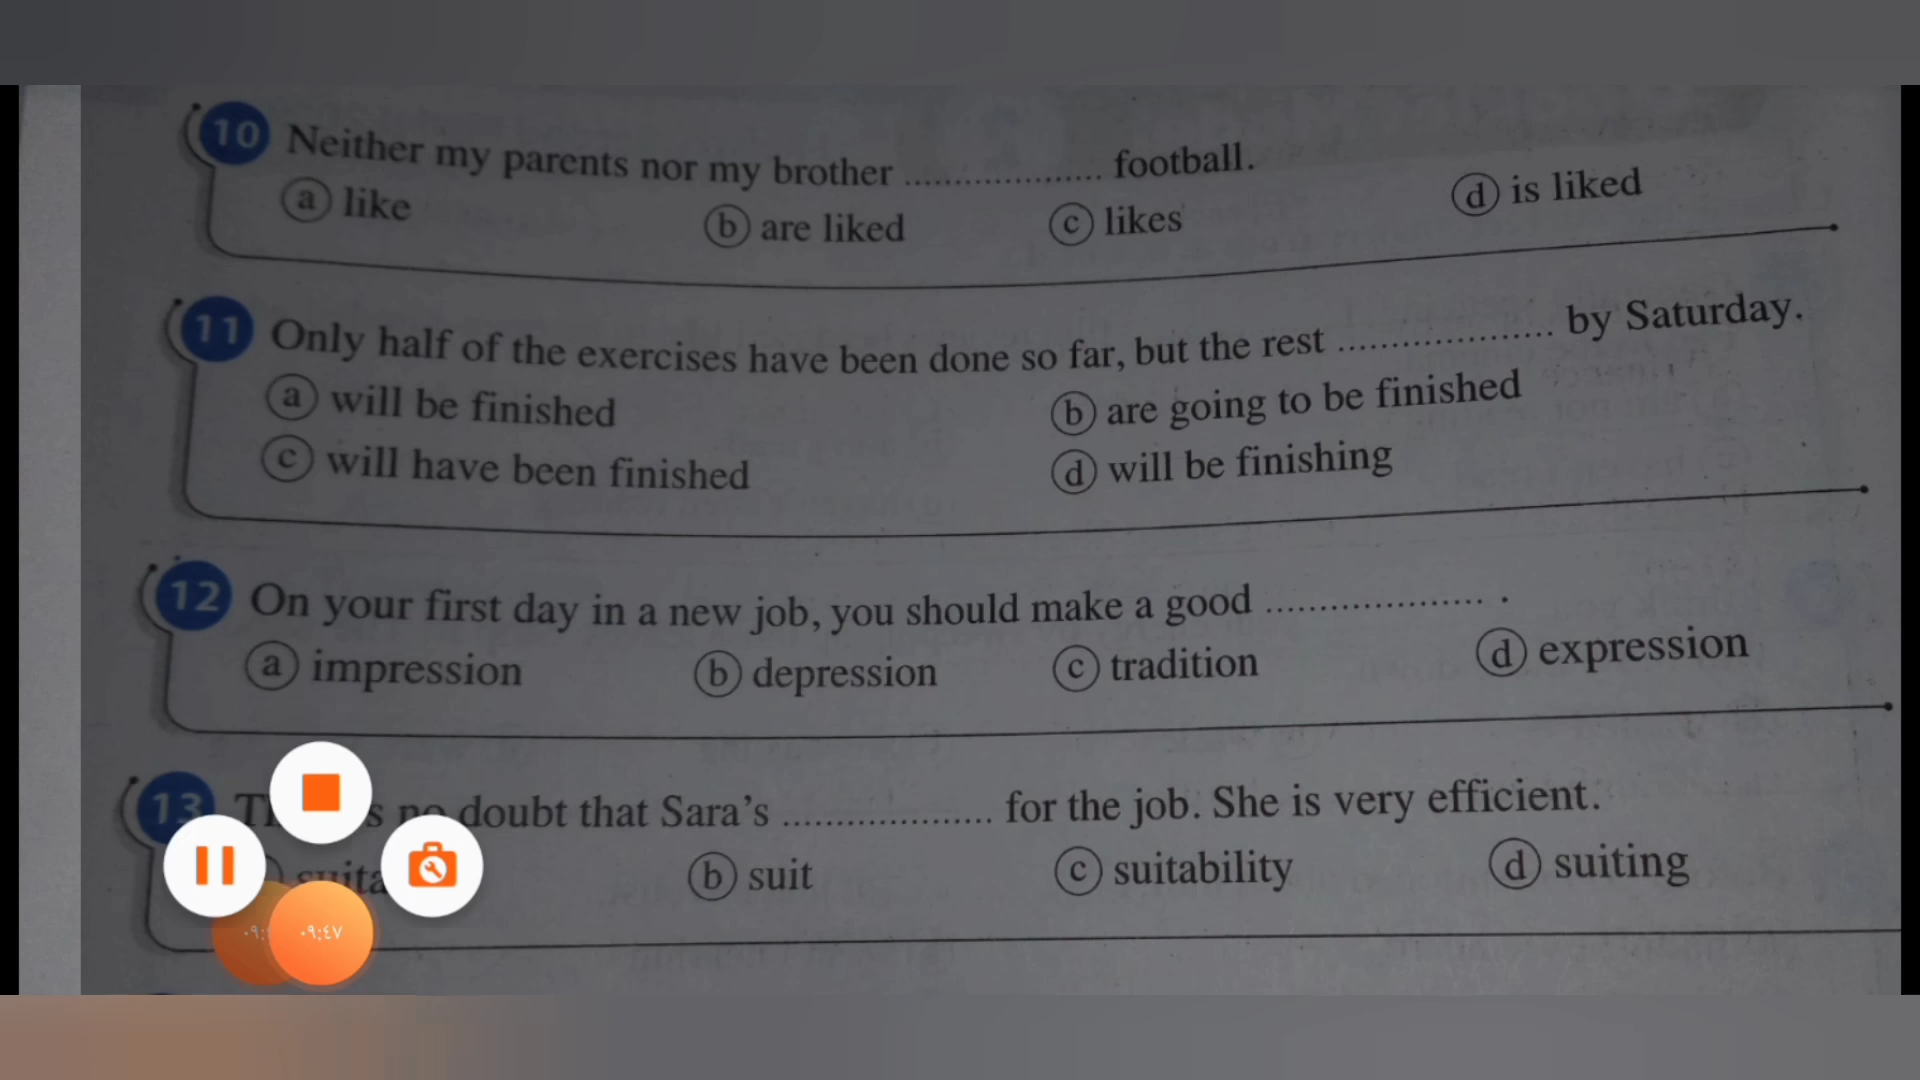 10 Neither my parents nor my brother .................... football.
a like b are liked c likes d is liked
11 Only half of the exercises have been done so far, but the rest .................... by Saturday.
a will be finished b are going to be finished
c will have been finished d will be finishing
12 On your first day in a new job, you should make a good .................... .
a impression b depression c tradition d expression
13 no doubt that Sara's .................... for the job. She is very efficient.
b suit c suitability d suiting
٠٩:٤٧